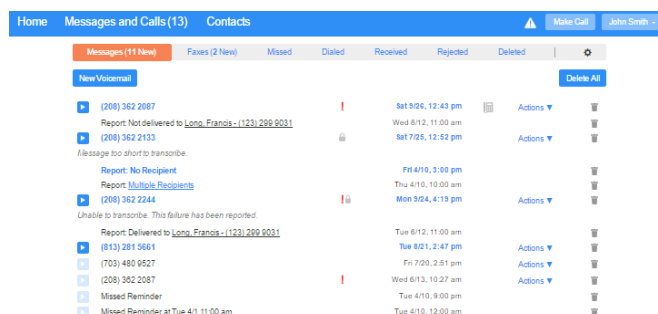 Home Messages and Calls (13) Contacts Make Call John Smith
Messages (11 New) Faxes (2 New) Missed Dialed Received Rejected Deleted
New Voicemail Delete All
(208) 362 2087 ! Sat 9/26, 12:43 pm Actions ▼
Report: Not delivered to Long, Francis - (123) 299 9031 Wed 8/12, 11:00 am
(208) 362 2133 Sat 7/25, 12:52 pm Actions ▼
Message too short to transcribe.
Report: No Recipient Fri 4/10, 3:00 pm
Report: Multiple Recipients Thu 4/10, 10:00 am
(208) 362 2244 ! Mon 9/24, 4:19 pm Actions ▼
Unable to transcribe. This failure has been reported.
Report: Delivered to Long, Francis - (123) 299 9031 Tue 6/12, 11:00 am
(813) 281 5661 Tue 8/21, 2:47 pm Actions ▼
(703) 480 9527 Fri 7/20, 2:51 pm Actions ▼
(208) 362 2087 ! Wed 6/13, 10:27 am Actions ▼
Missed Reminder Tue 4/10, 9:00 pm
Missed Reminder at Tue 4/1 11:00 am Tue 4/10, 12:00 am